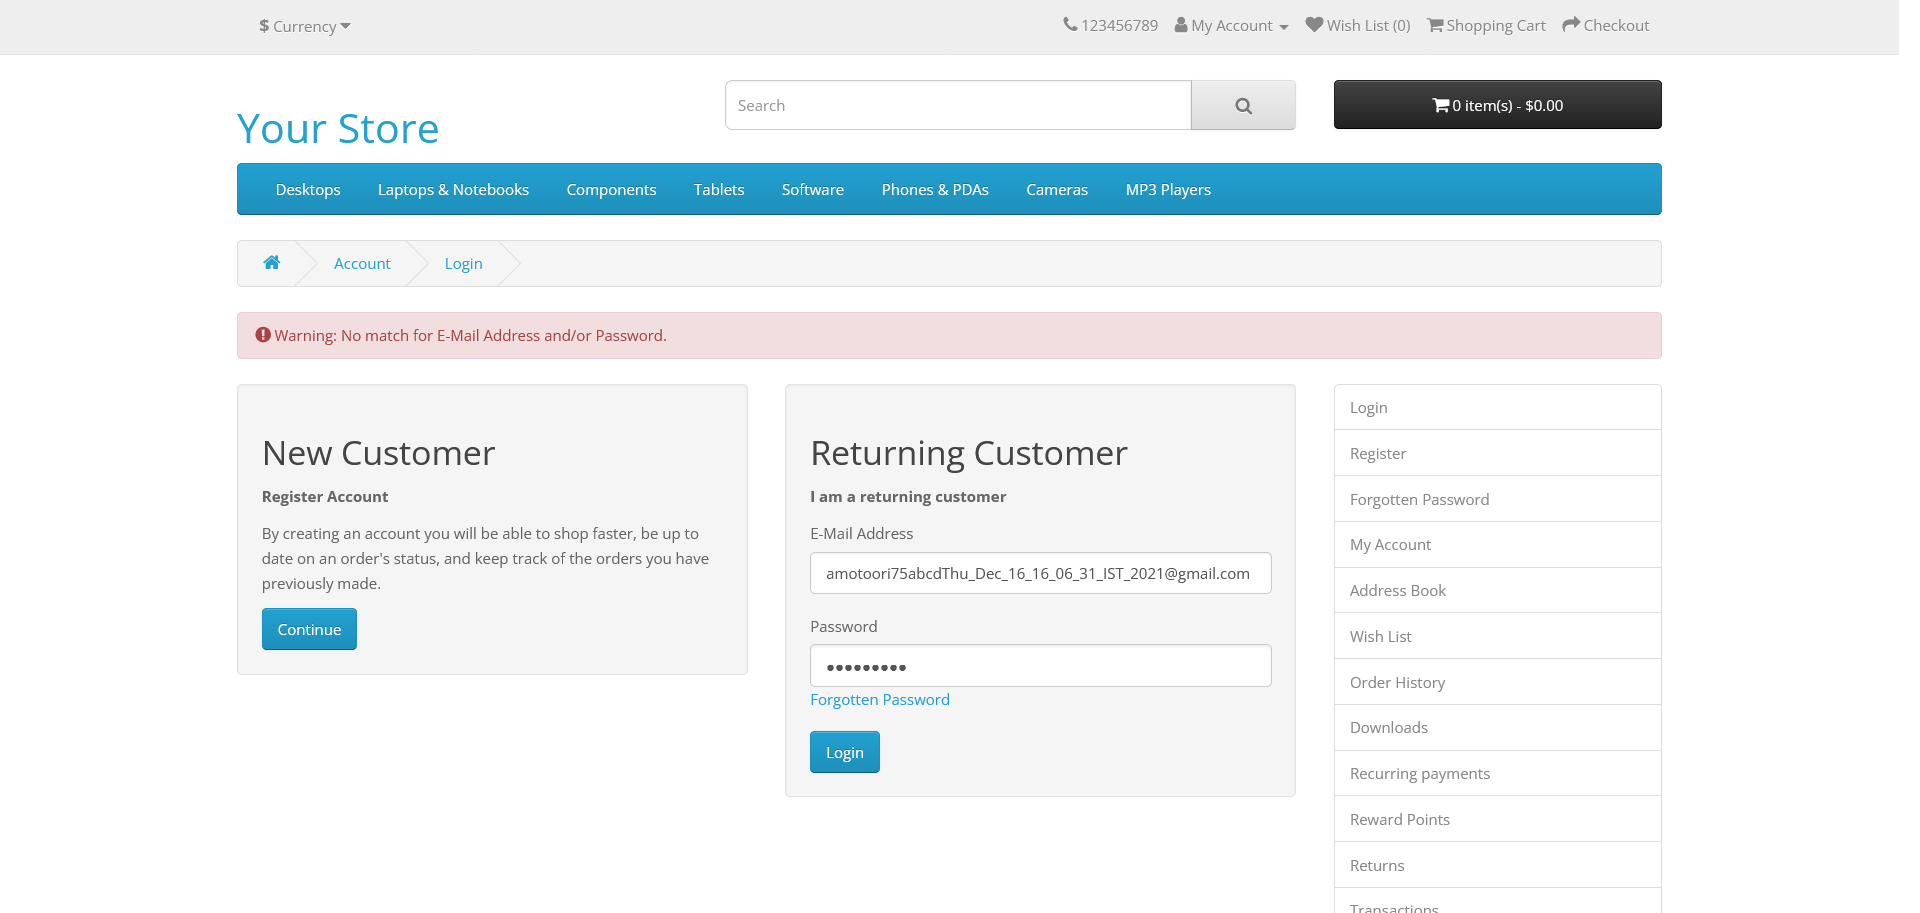 $ Currency
123456789 My Account Wish List (0) Shopping Cart Checkout
Your Store
Search
0 item(s) - $0.00
Desktops Laptops & Notebooks Components Tablets Software Phones & PDAs Cameras MP3 Players
Account Login
Warning: No match for E-Mail Address and/or Password.
New Customer
Register Account
By creating an account you will be able to shop faster, be up to
date on an order's status, and keep track of the orders you have
previously made.
Continue
Returning Customer
I am a returning customer
E-Mail Address
amotoori75abcdThu_Dec_16_16_06_31_IST_2021@gmail.com
Password
•••••••••
Forgotten Password
Login
Login
Register
Forgotten Password
My Account
Address Book
Wish List
Order History
Downloads
Recurring payments
Reward Points
Returns
Transactions